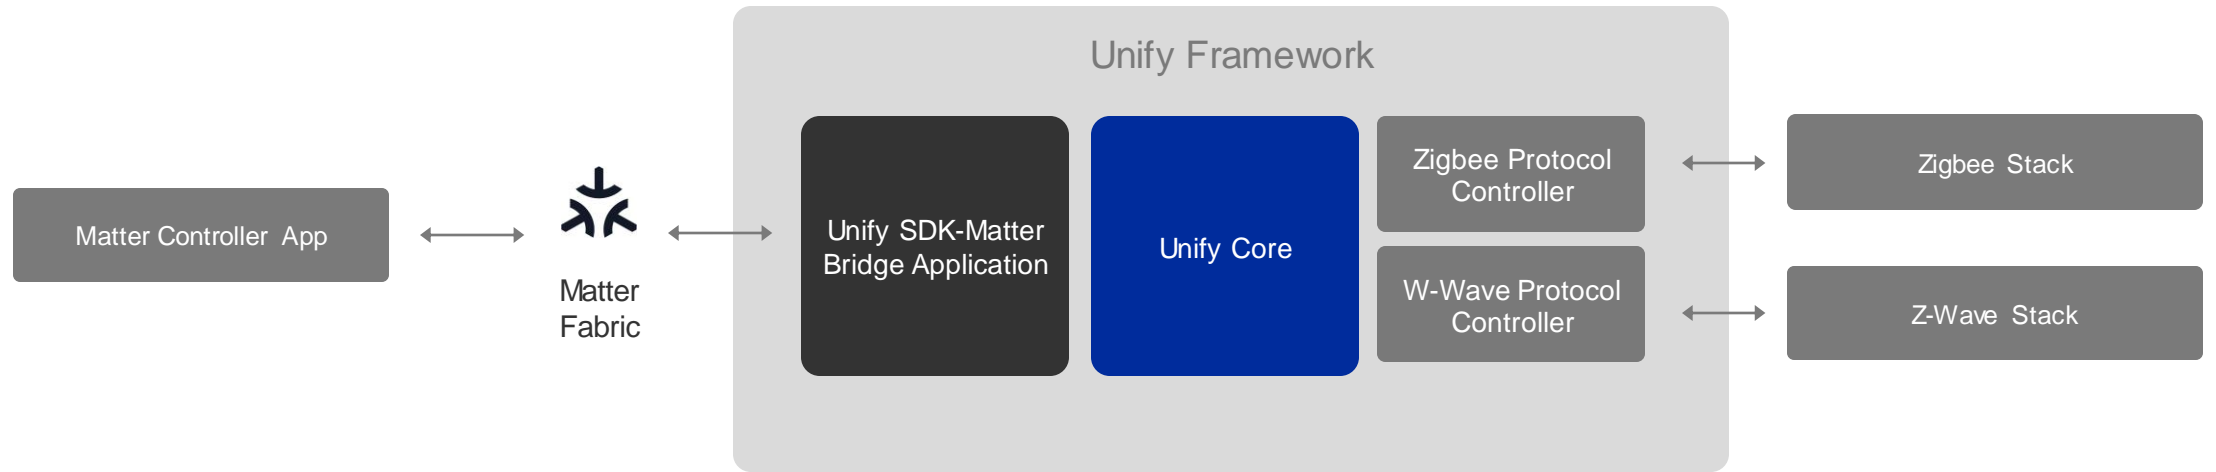 Unify Framework
Matter Controller App
Matter
Fabric
Unify SDK-Matter
Bridge Application
Unify Core
Zigbee Protocol
Controller
W-Wave Protocol
Controller
Zigbee Stack
Z-Wave Stack